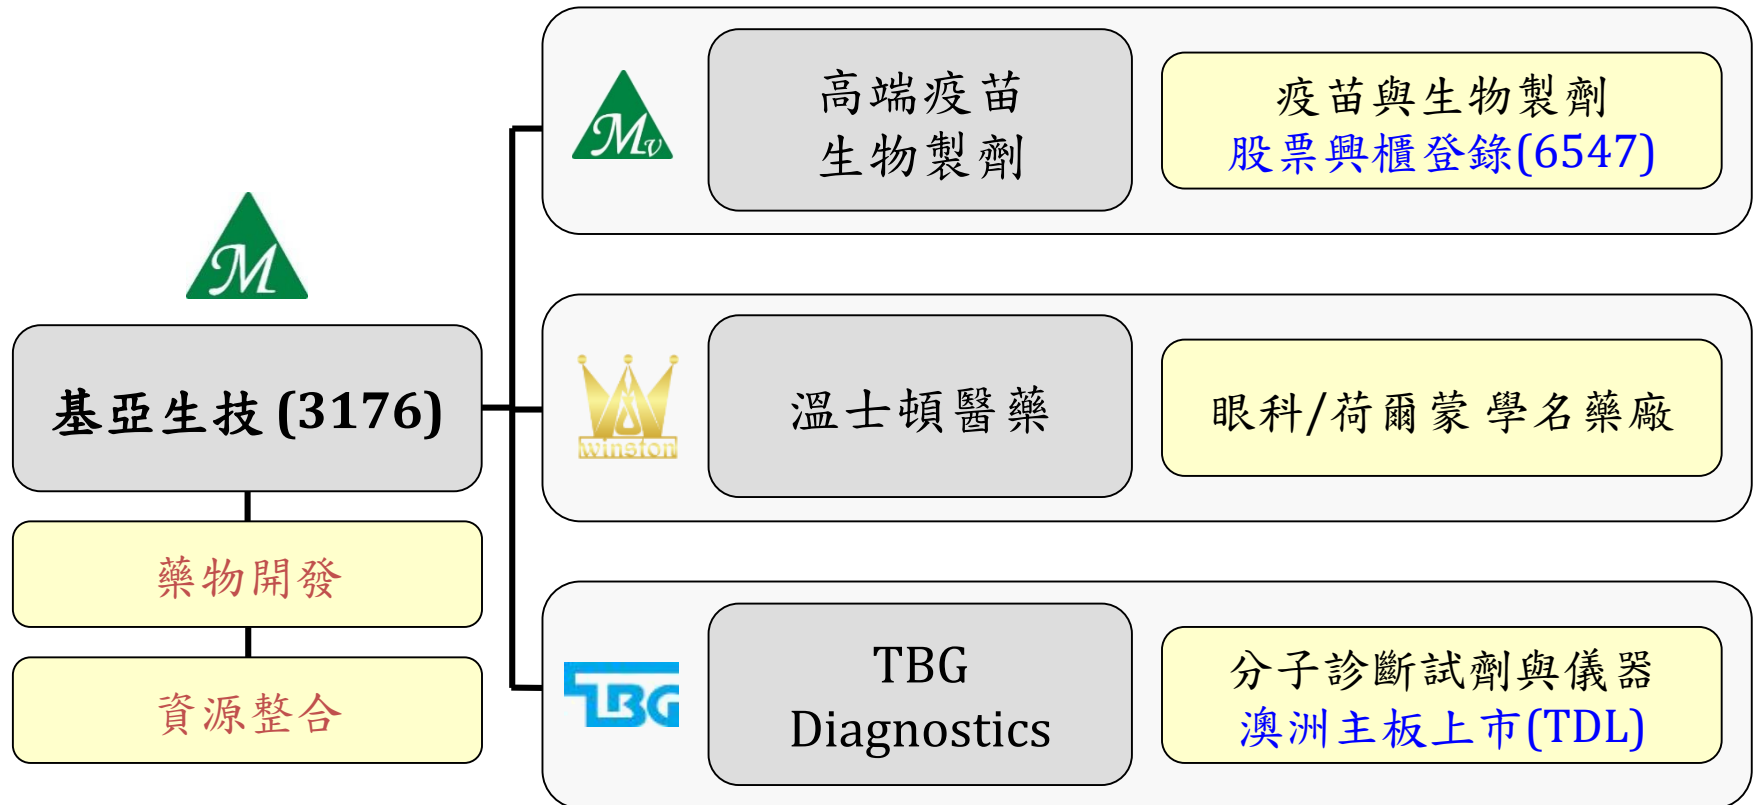 M
基亞生技 (3176)
藥物開發
資源整合
Mv
高端疫苗
生物製劑
疫苗與生物製劑
股票興櫃登錄(6547)
winston
溫士頓醫藥
眼科/荷爾蒙 學名藥廠
TBG
TBG
Diagnostics
分子診斷試劑與儀器
澳洲主板上市(TDL)